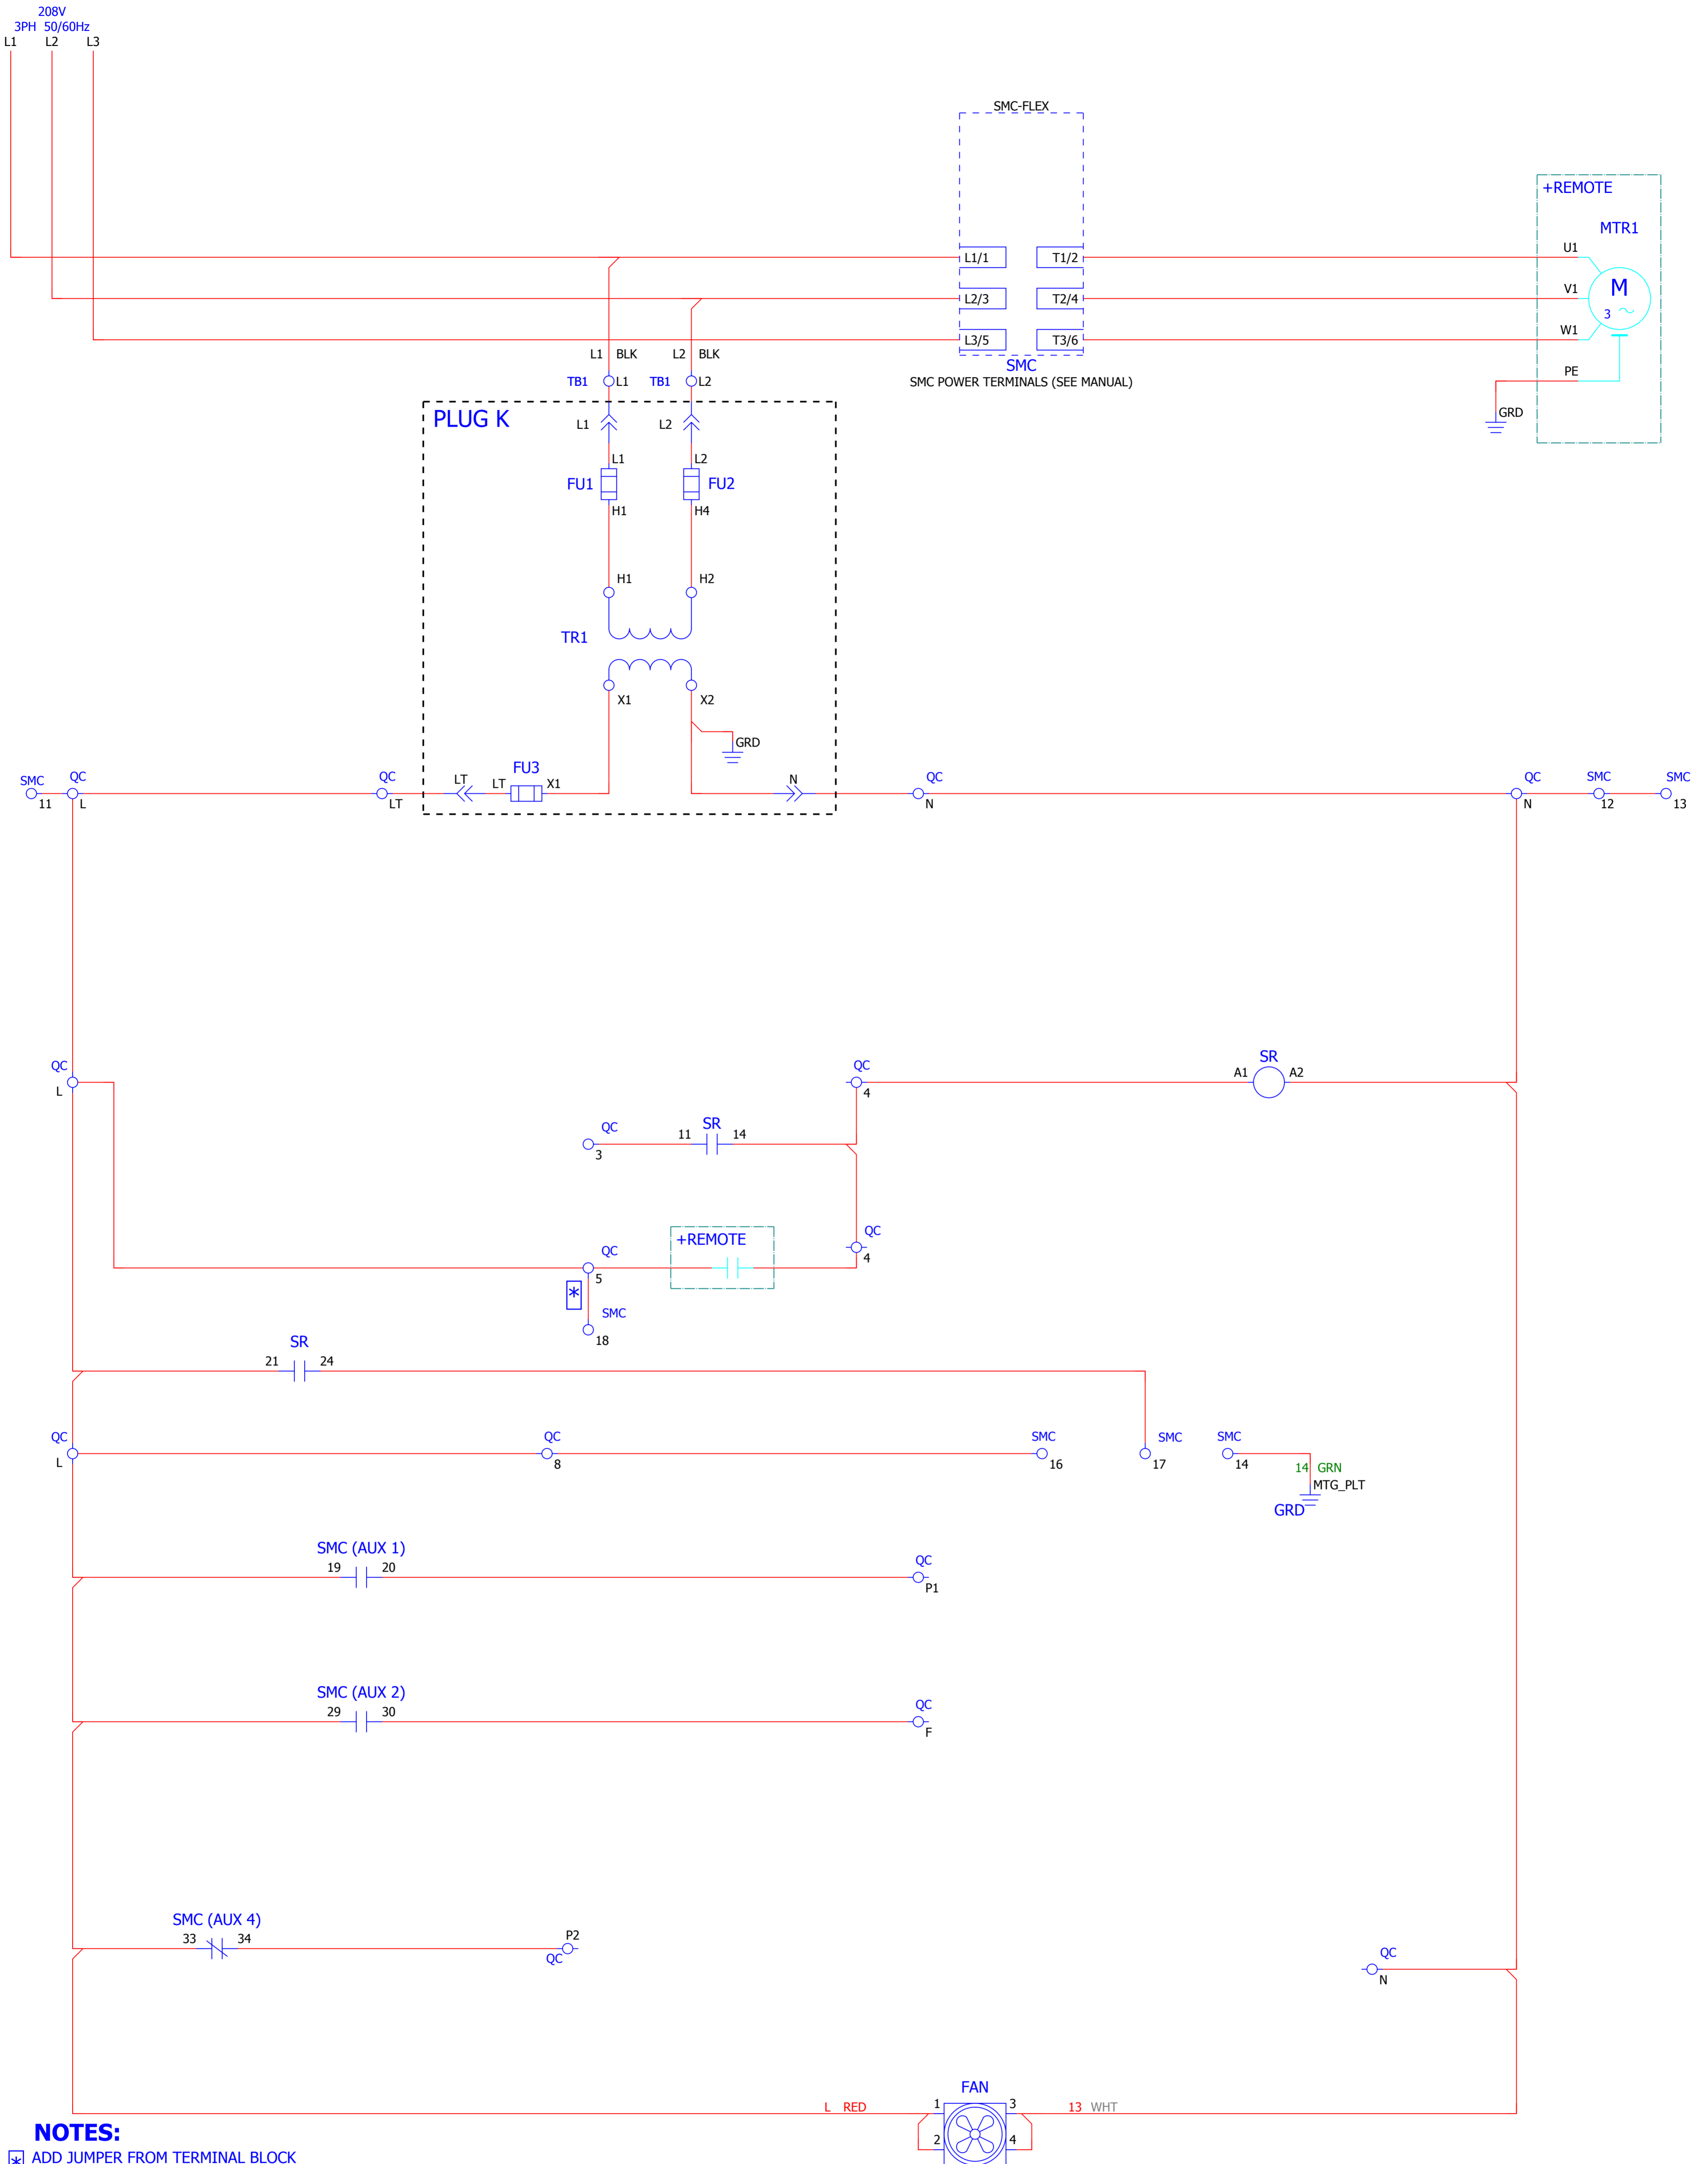 208V
3PH 50/60Hz
L1 L2 L3
SMC-FLEX
+REMOTE
MTR1
U1
L1/1 T1/2
M
V1
3
L2/3 T2/4
W1
L3/5 T3/6
L1 BLK L2 BLK
SMC
PE
TB1 L1 TB1 L2
SMC POWER TERMINALS (SEE MANUAL)
GRD
PLUG K
L1 L2
L1 L2
FU1 FU2
H1 H4
H1 H2
TR1
X1 X2
GRD
FU3
SMC QC QC LT LT X1 N QC QC SMC SMC
11 L LT N N 12 13
SR
QC QC A1 A2
L 4
SR
QC 11 14
3
QC
+REMOTE
QC 4
5
*
SMC
18
SR
21 24
QC QC SMC SMC SMC
L 8 16 17 14
14 GRN
MTG_PLT
GRD
SMC (AUX 1)
19 20 QC
P1
SMC (AUX 2)
29 30 QC
F
SMC (AUX 4)
33 34 P2
QC
QC
N
FAN
L RED 1 3 13 WHT
2 4
NOTES:
* ADD JUMPER FROM TERMINAL BLOCK